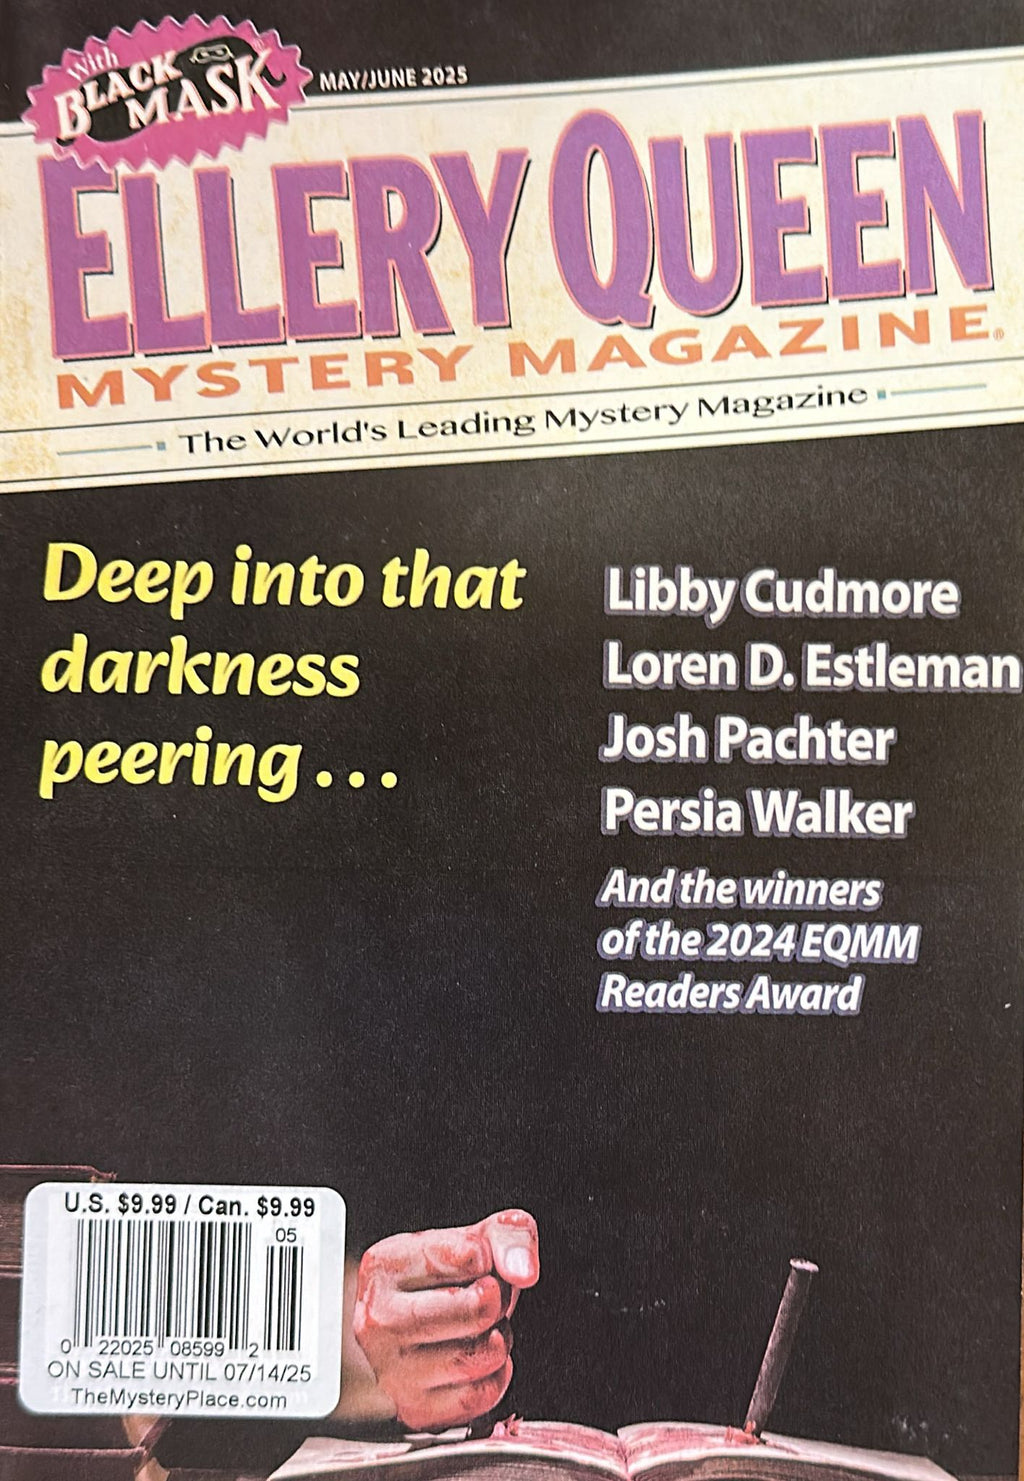 With
BLACK
MASK
MAY/JUNE 2025
ELLERY QUEEN
MYSTERY MAGAZINE®
The World's Leading Mystery Magazine
Deep into that
darkness
peering...
Libby Cudmore
Loren D. Estleman
Josh Pachter
Persia Walker
And the winners
of the 2024 EQMM
Readers Award
U.S. $9.99 / Can. $9.99
05
0 22025 08599 2
ON SALE UNTIL 07/14/25
TheMysteryPlace.com